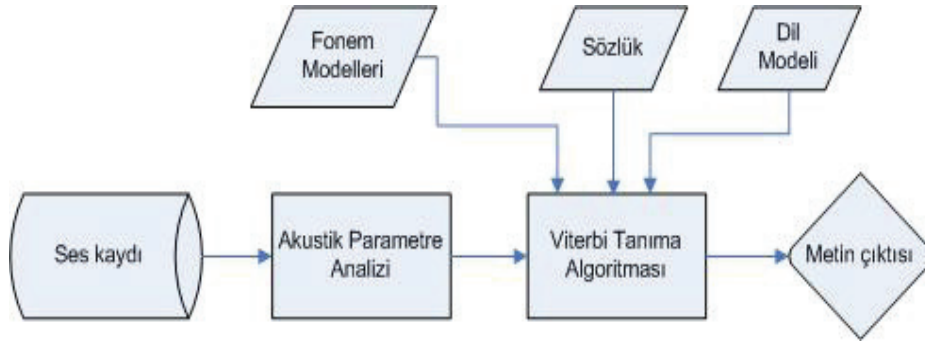 Fonem
Modelleri
Sözlük
Dil
Modeli
Ses kaydı
Akustik Parametre
Analizi
Viterbi Tanıma
Algoritması
Metin çıktısı